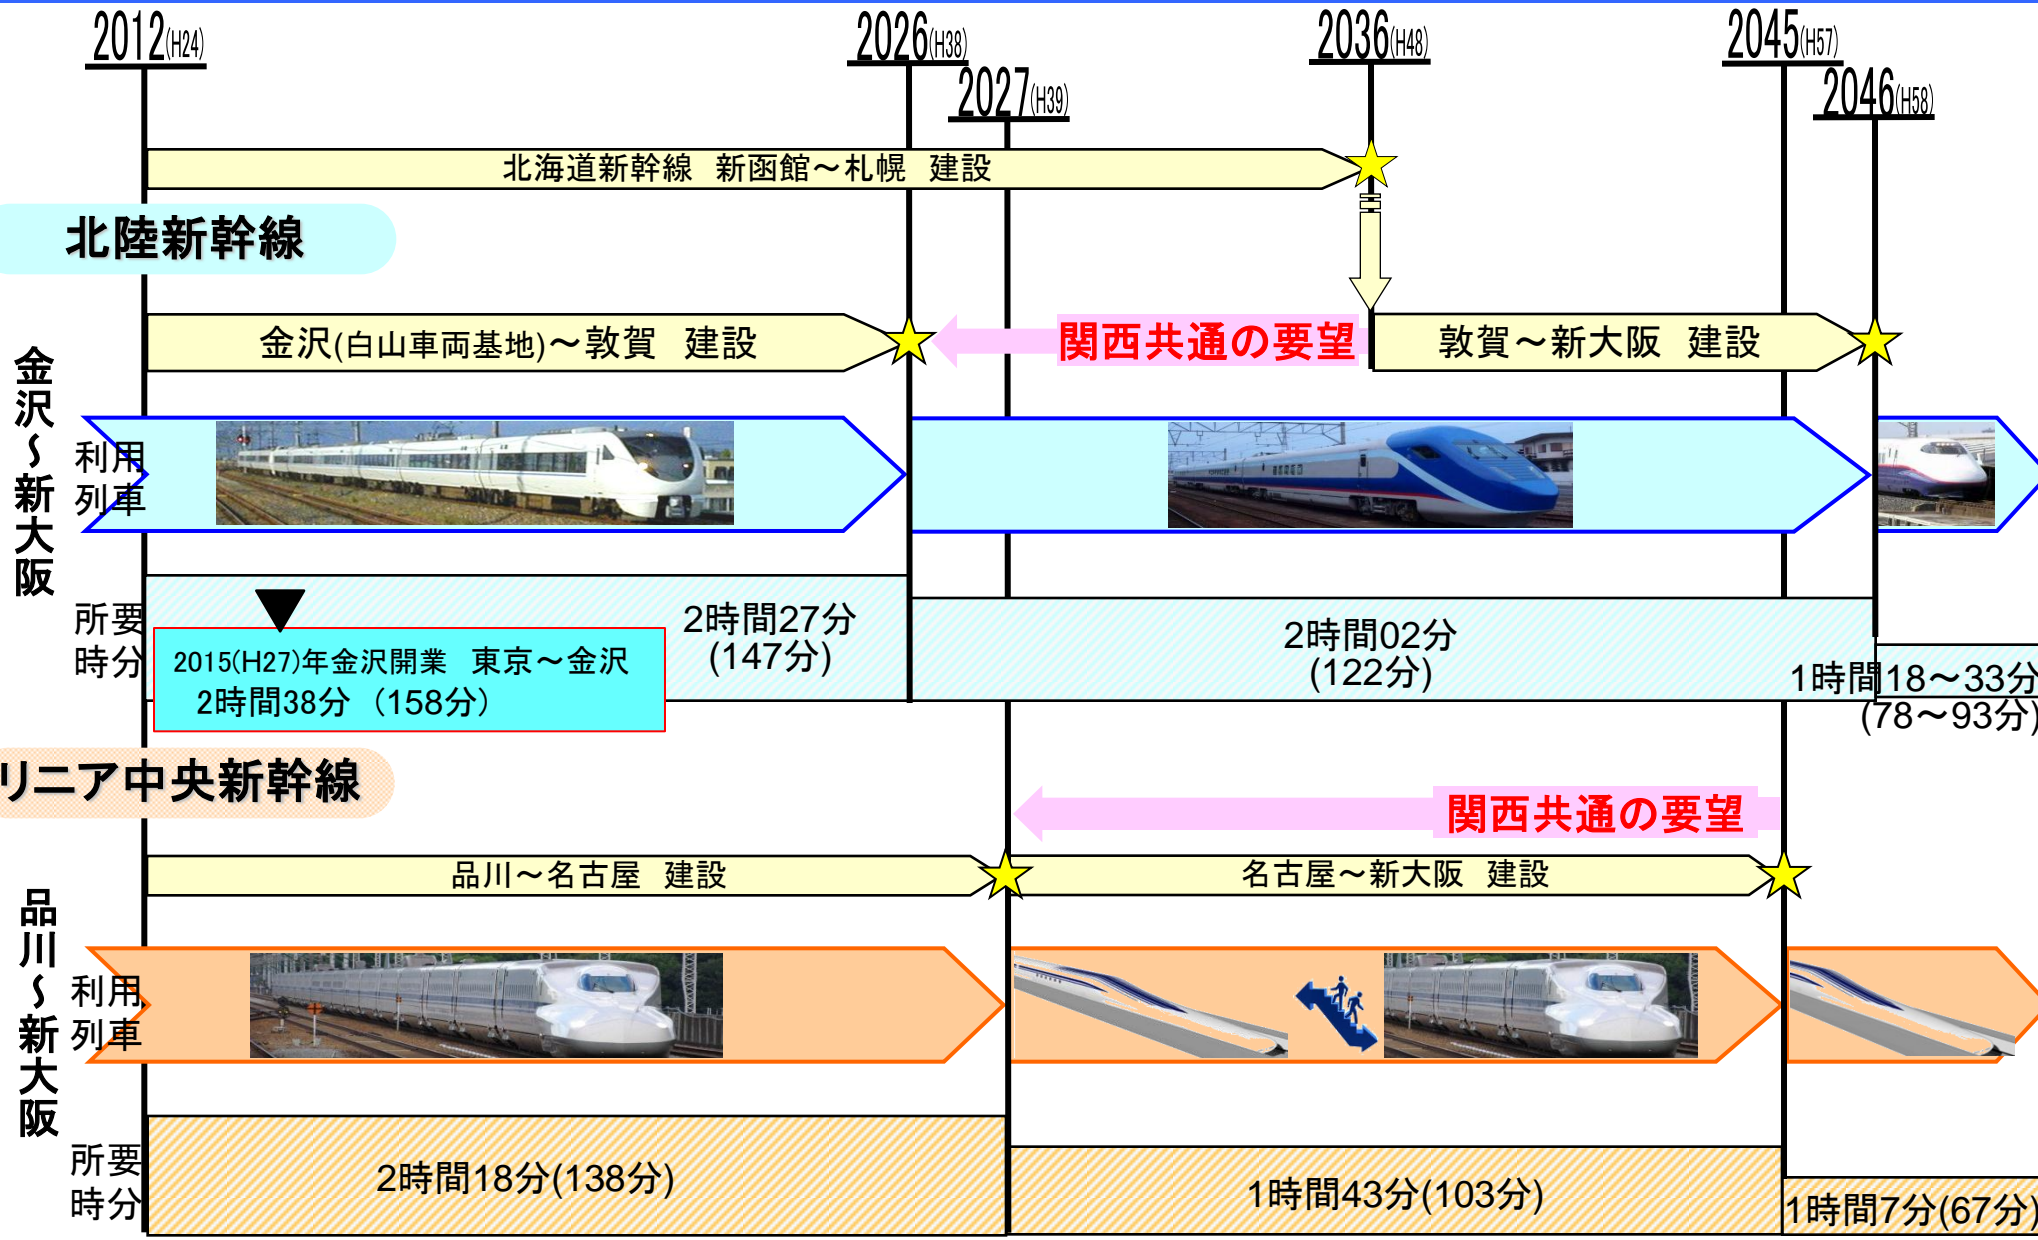 2012(H24)
2026(H38)
2027(H39)
2036(H48)
2045(H57)
2046(H58)
北海道新幹線　新函館～札幌　建設
北陸新幹線
金沢～新大阪
金沢(白山車両基地)～敦賀　建設
関西共通の要望
敦賀～新大阪　建設
利用
列車
所要
時分
2時間27分
(147分)
2015(H27)年金沢開業　東京～金沢
2時間38分（158分）
2時間02分
(122分)
1時間18～33分
(78～93分)
リニア中央新幹線
関西共通の要望
品川～新大阪
品川～名古屋　建設
名古屋～新大阪　建設
利用
列車
所要
時分
2時間18分(138分)
1時間43分(103分)
1時間7分(67分)